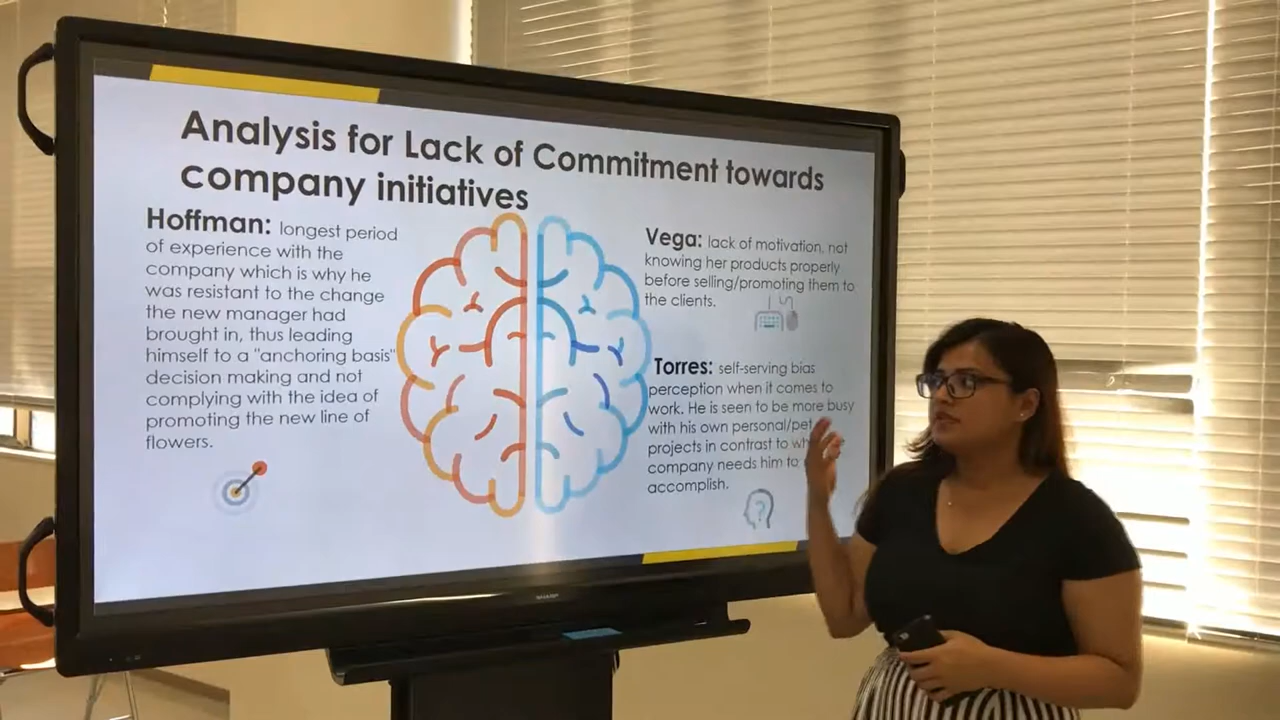 Analysis for Lack of Commitment towards
company initiatives
Hoffman: longest period
of experience with the
company which is why he
was resistant to the change
the new manager had
brought in, thus leading
himself to a "anchoring basis"
decision making and not
complying with the idea of
promoting the new line of
flowers.
Vega: lack of motivation, not
knowing her products properly
before selling/promoting them to
the clients.
Torres: self-serving bias
perception when it comes to
work. He is seen to be more busy
with his own personal/pet
projects in contrast to
company needs him to
accomplish.
?
SHARP